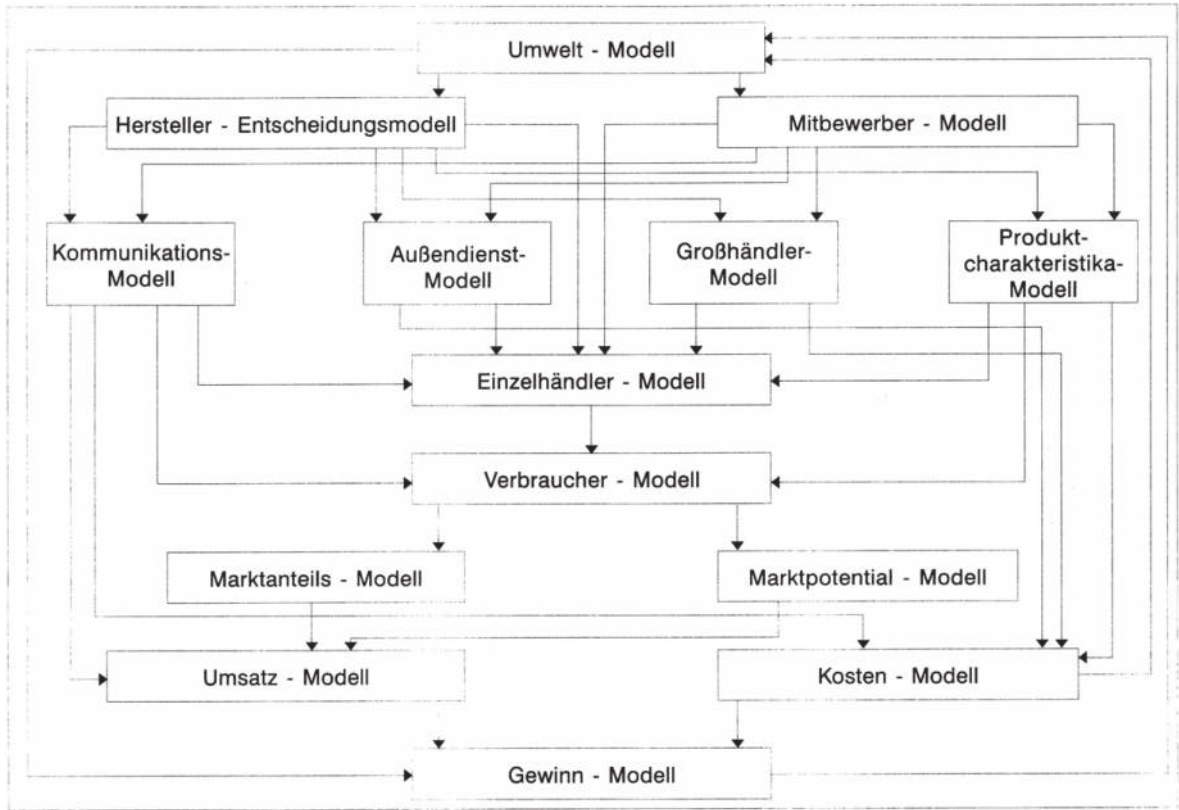 Umwelt - Modell
Hersteller - Entscheidungsmodell
Mitbewerber - Modell
Kommunikations-
Modell
Außendienst-
Modell
Großhändler-
Modell
Produkt-
charakteristika-
Modell
Einzelhändler - Modell
Verbraucher - Modell
Marktanteils - Modell
Marktpotential - Modell
Umsatz - Modell
Kosten - Modell
Gewinn - Modell